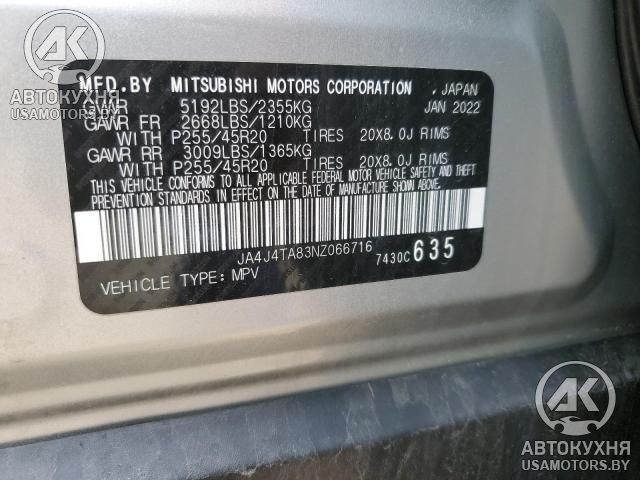 MFD.BY MITSUBISHI MOTORS CORPORATION , JAPAN
5192LBS/2355KG JAN 2022
GAWR FR 2668LBS/1210KG
WITH P255/45R20 TIRES 20X8.0J RIMS
GAWR RR 3009LBS/1365KG
WITH P255/45R20 TIRES 20X8.0J RIMS
THIS VEHICLE CONFORMS TO ALL APPLICABLE FEDERAL MOTOR VEHICLE SAFETY AND THEFT
PREVENTION STANDARDS IN EFFECT ON THE DATE OF MANUFACTURE SHOWN ABOVE.
JA4J4TA83NZ066716
7430C 635
VEHICLE TYPE: MPV
АК
АВТОКУХНЯ
USAMOTORS.BY
АК
АВТОКУХНЯ
USAMOTORS.BY